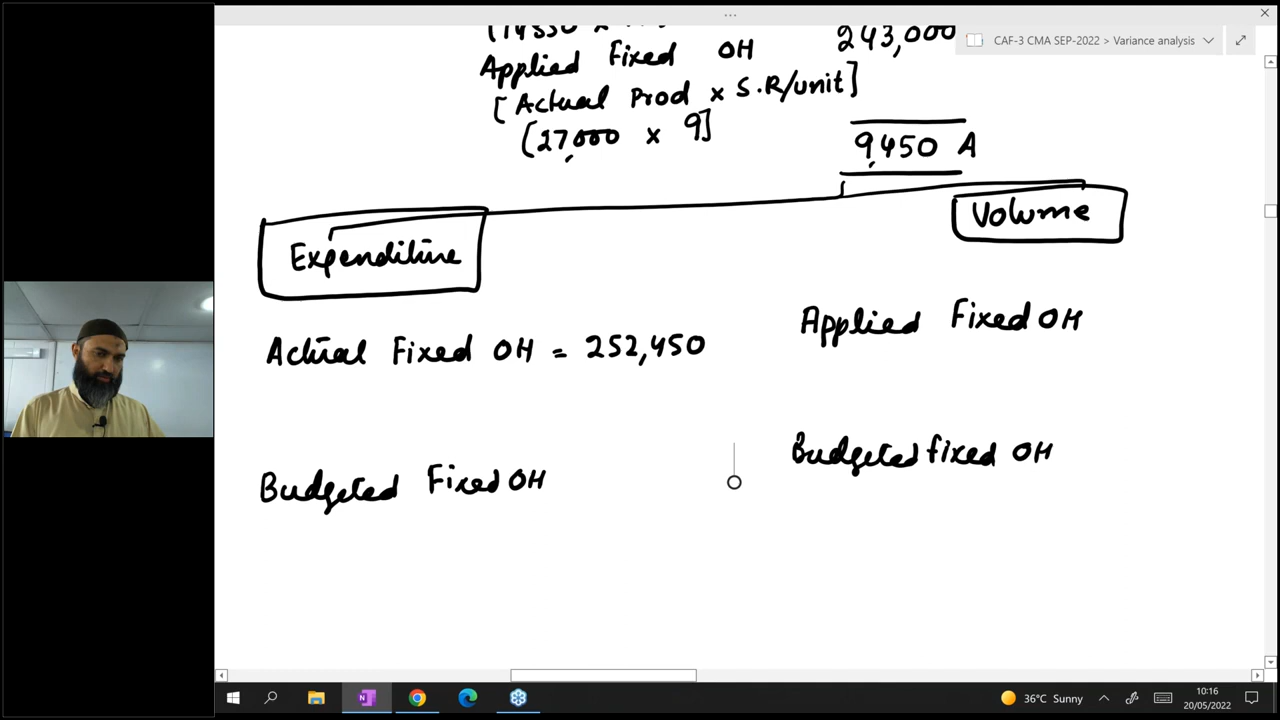 CAF-3 CMA SEP-2022 > Variance analysis
243,000
Applied Fixed OH
[Actual Prod x S.R/unit]
[27,000 x 9]
9,450 A
Expenditure
Volume
Actual Fixed OH = 252,450
Applied Fixed OH
Budgeted Fixed OH
Budgeted fixed OH
36°C Sunny
10:16
20/05/2022